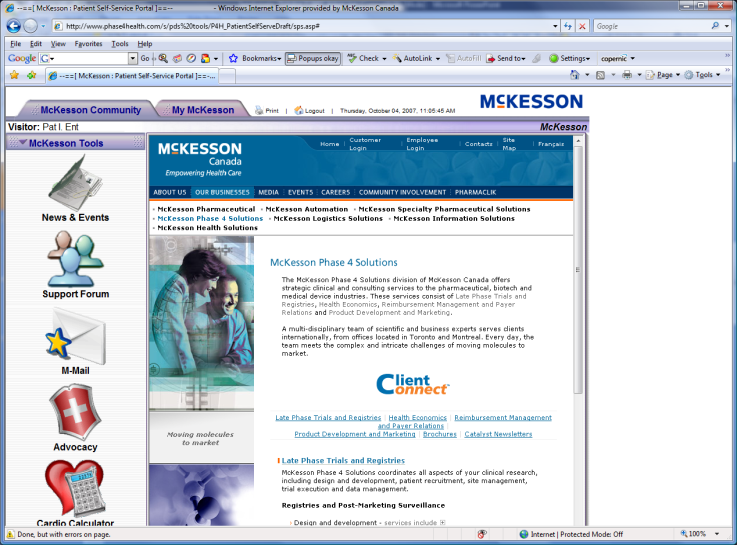 --==[ McKesson : Patient Self-Service Portal ]==-- - Windows Internet Explorer provided by McKesson Canada
http://www.phase4health.com/s/pds%20tools/P4H_PatientSelfServeDraft/sps.asp#
Google
File Edit View Favorites Tools Help
Google G Go Bookmarks Popups okay Check AutoLink AutoFill Send to Settings copernic
--==[ McKesson : Patient Self-Service Portal ]==-...
Page Tools
McKesson Community My McKesson Print | Logout | Thursday, October 04, 2007, 11:05:45 AM MCKESSON
Visitor: Pat I. Ent McKesson
McKesson Tools
News & Events
Support Forum
M-Mail
Advocacy
Cardio Calculator
MCKESSON
Canada
Empowering Health Care
Home | Customer Login | Employee Login | Contacts | Site Map | Français
ABOUT US | OUR BUSINESSES | MEDIA | EVENTS | CAREERS | COMMUNITY INVOLVEMENT | PHARMACLIK
McKesson Pharmaceutical McKesson Automation McKesson Specialty Pharmaceutical Solutions
McKesson Phase 4 Solutions McKesson Logistics Solutions McKesson Information Solutions
McKesson Health Solutions
Moving molecules
to market
McKesson Phase 4 Solutions
The McKesson Phase 4 Solutions division of McKesson Canada offers
strategic clinical and consulting services to the pharmaceutical, biotech and
medical device industries. These services consist of Late Phase Trials and
Registries, Health Economics, Reimbursement Management and Payer
Relations and Product Development and Marketing.
A multi-disciplinary team of scientific and business experts serves clients
internationally, from offices located in Toronto and Montreal. Every day, the
team meets the complex and intricate challenges of moving molecules to
market.
Client
Connect
Late Phase Trials and Registries | Health Economics | Reimbursement Management
and Payer Relations
Product Development and Marketing | Brochures | Catalyst Newsletters
Late Phase Trials and Registries
McKesson Phase 4 Solutions coordinates all aspects of your clinical research,
including design and development, patient recruitment, site management,
trial execution and data management.
Registries and Post-Marketing Surveillance
Design and development - services include
Done, but with errors on page. Internet | Protected Mode: Off 100%